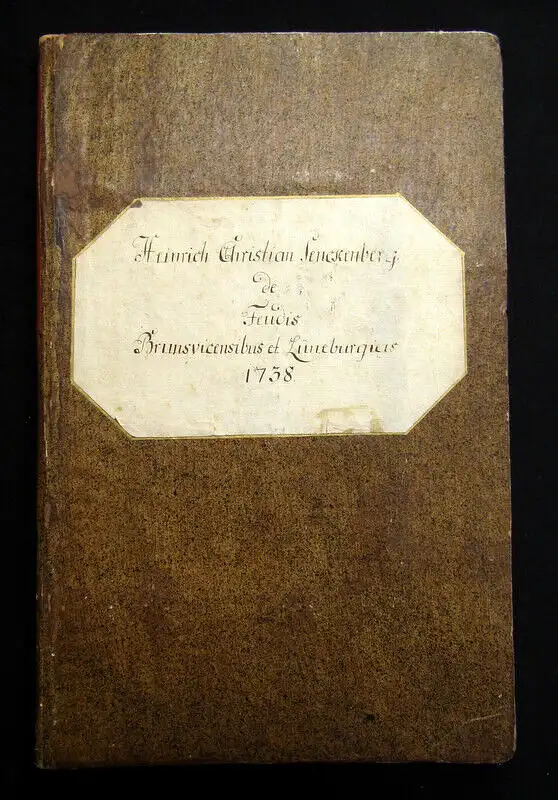 Heinrich Christian Senckenberg
de
Feudis
Brunsvicensibus et Lüneburgicis
1738